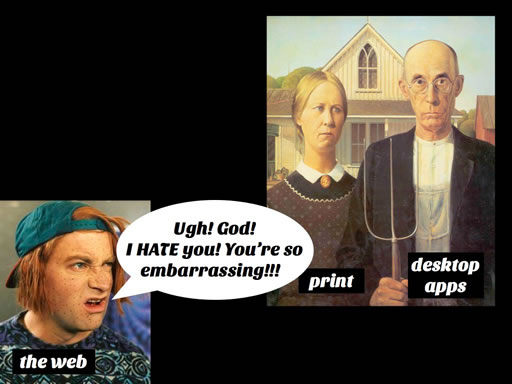 Ugh! God!
I HATE you! You're so
embarrassing!!!
print
desktop
apps
the web